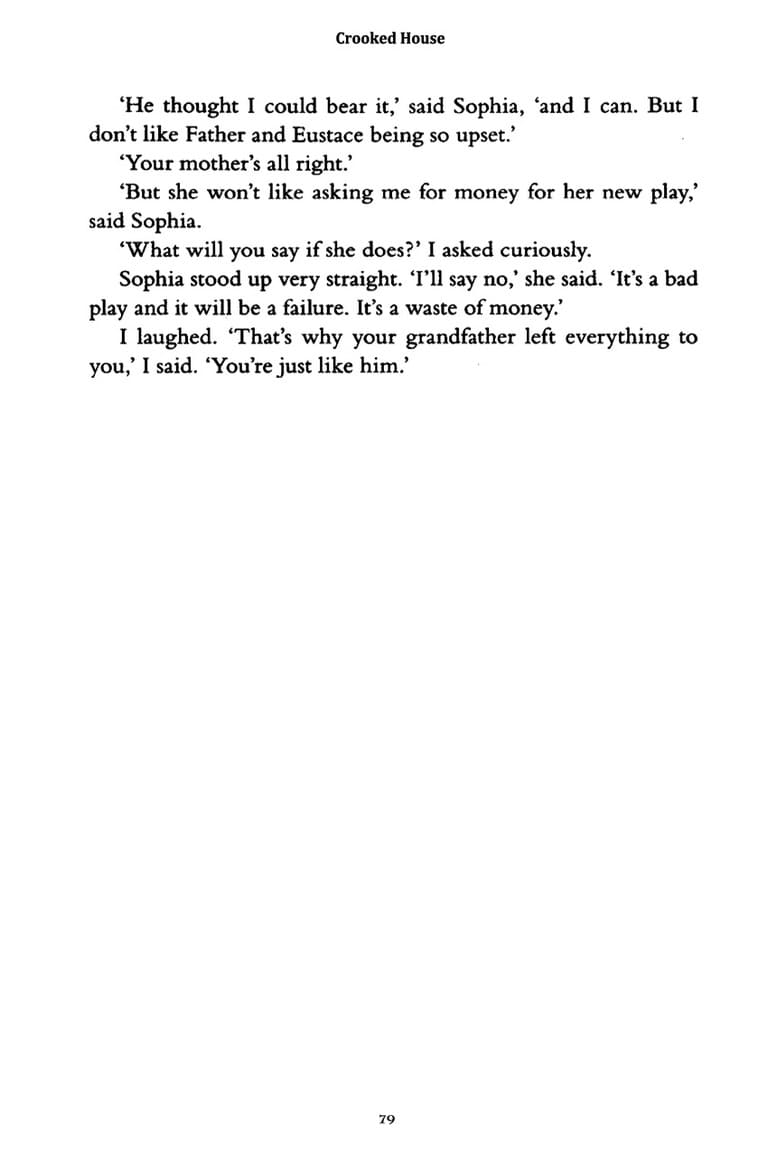 Crooked House
‘He thought I could bear it,’ said Sophia, ‘and I can. But I
don’t like Father and Eustace being so upset.’
‘Your mother’s all right.’
‘But she won’t like asking me for money for her new play,’
said Sophia.
‘What will you say if she does?’ I asked curiously.
Sophia stood up very straight. ‘I’ll say no,’ she said. ‘It’s a bad
play and it will be a failure. It’s a waste of money.’
I laughed. ‘That’s why your grandfather left everything to
you,’ I said. ‘You’re just like him.’
79